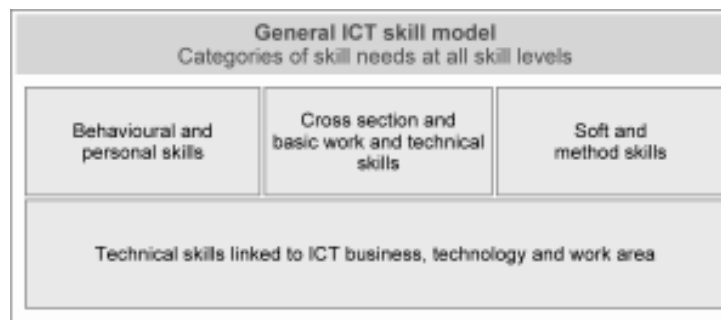 General ICT skill model
Categories of skill needs at all skill levels
Behavioural and
personal skills
Cross section and
basic work and technical
skills
Soft and
method skills
Technical skills linked to ICT business, technology and work area